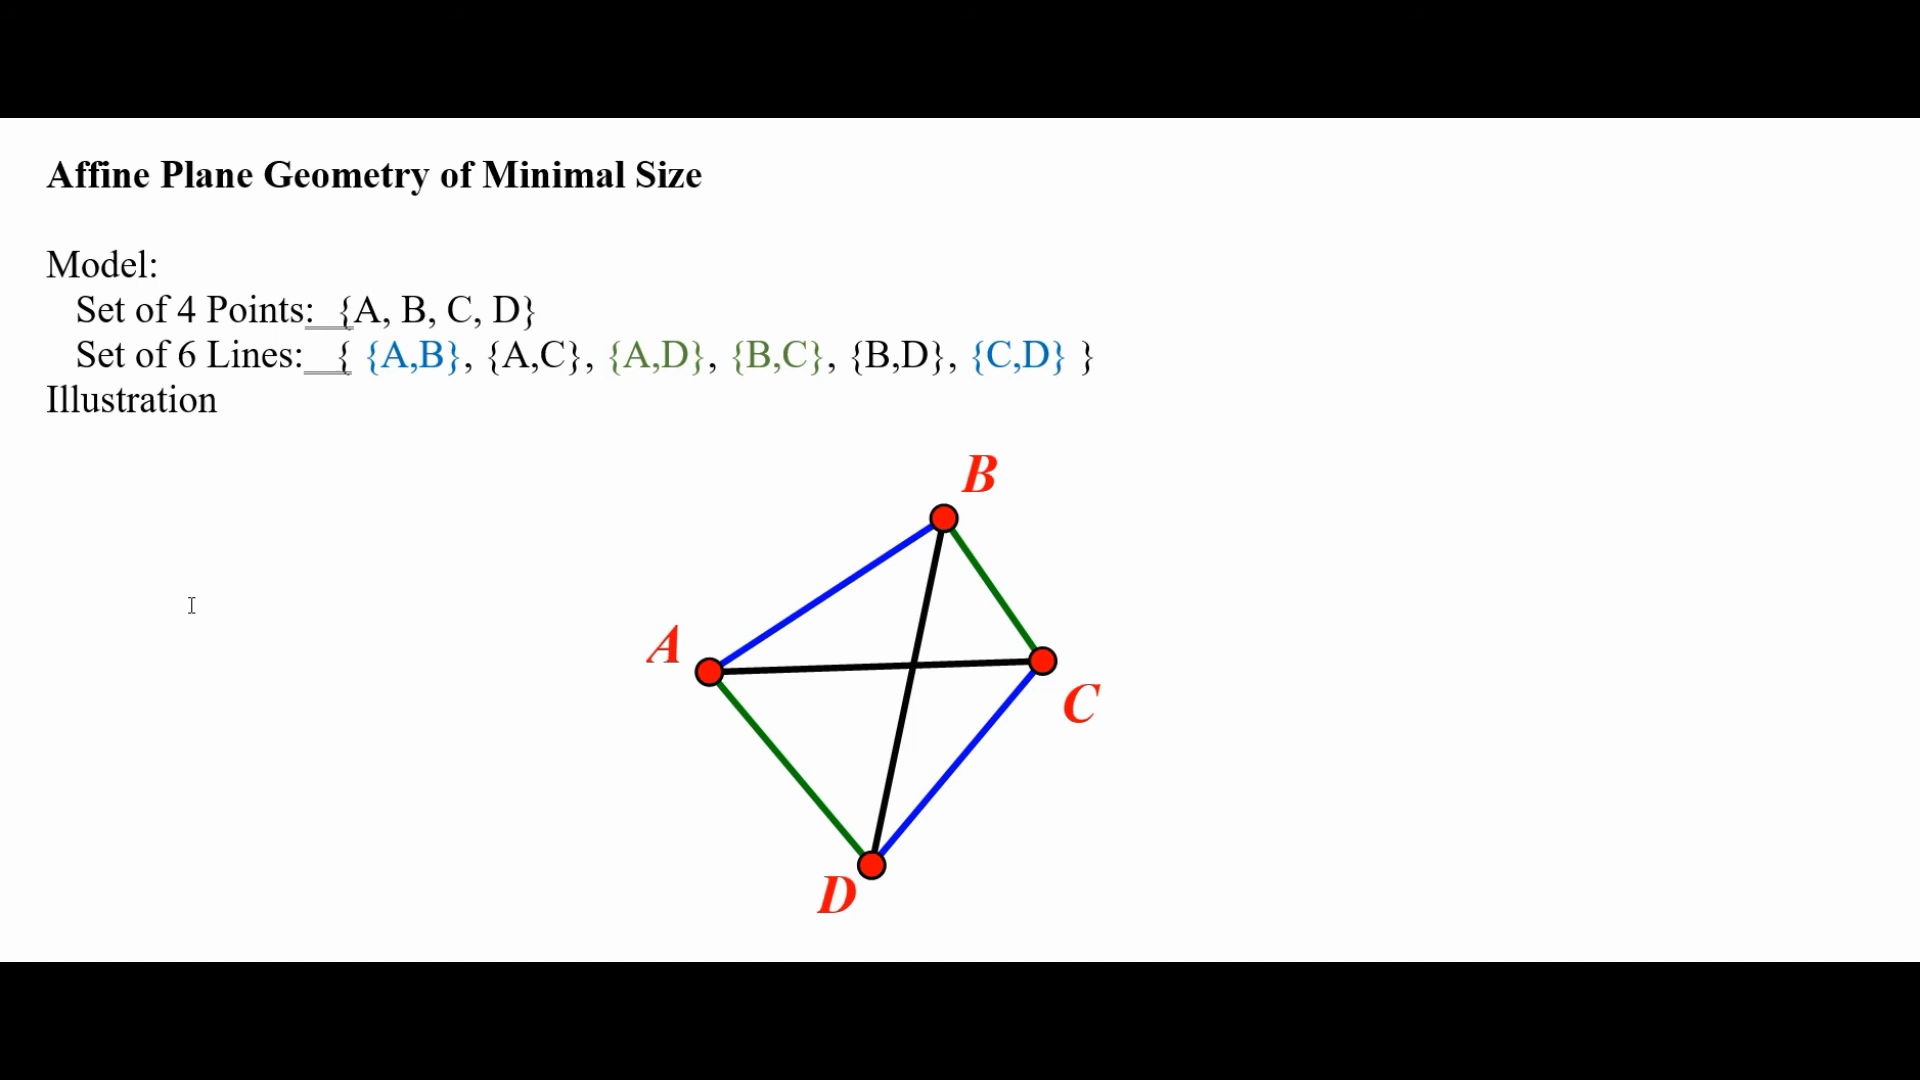 Affine Plane Geometry of Minimal Size
Model:
Set of 4 Points: {A, B, C, D}
Set of 6 Lines: { {A,B}, {A,C}, {A,D}, {B,C}, {B,D}, {C,D} }
Illustration
B
A
C
D